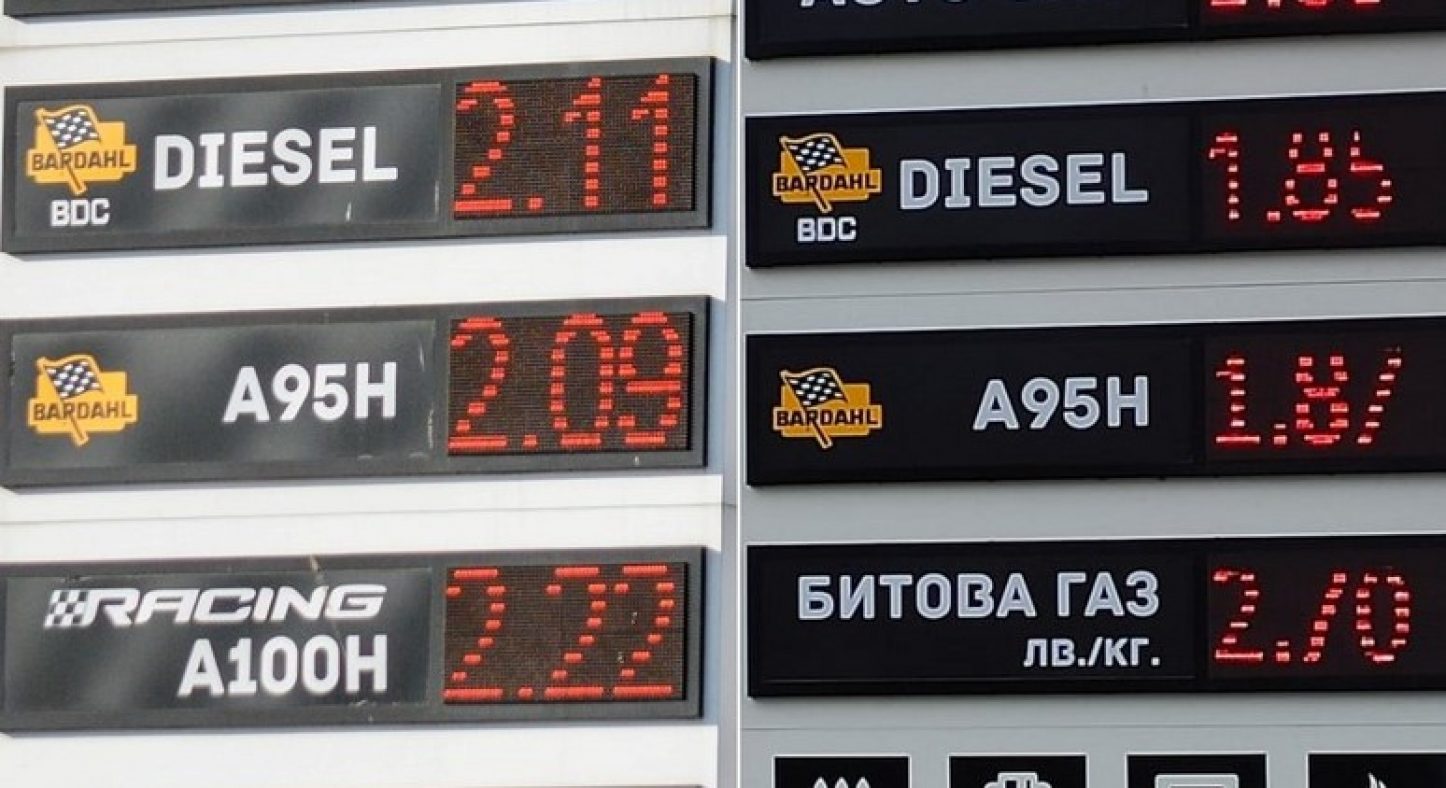 BARDAHL
BDC
DIESEL
2.11
BARDAHL
A95H
2.09
RACING
A100H
2.22
BARDAHL
BDC
DIESEL
1.85
BARDAHL
A95H
1.87
БИТОВА ГАЗ
ЛВ./КГ.
2.70